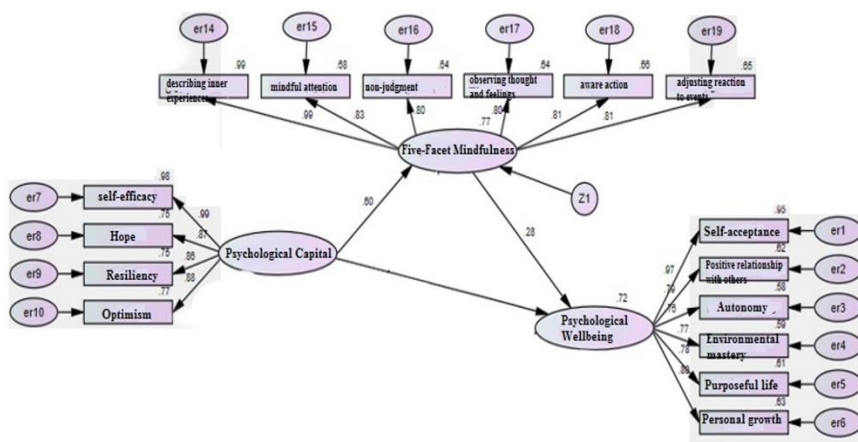 er14
er15
er16
er17
er18
er19
.99
.68
.64
.64
.66
.65
describing inner
experiences
mindful attention
non-judgment
observing thought
and feelings
aware action
adjusting reaction
to events
.99
.83
.80
.80
.77
.81
.81
Five-Facet Mindfulness
Z1
.60
.28
er7
er8
er9
er10
.98
self-efficacy
.75
Hope
.75
Resiliency
.77
Optimism
.99
.87
.86
.88
Psychological Capital
.72
Psychological
Wellbeing
.97
.79
.76
.77
.78
.95
Self-acceptance
.62
Positive relationship
with others
.58
Autonomy
.59
Environmental
mastery
.61
Purposeful life
.63
Personal growth
er1
er2
er3
er4
er5
er6